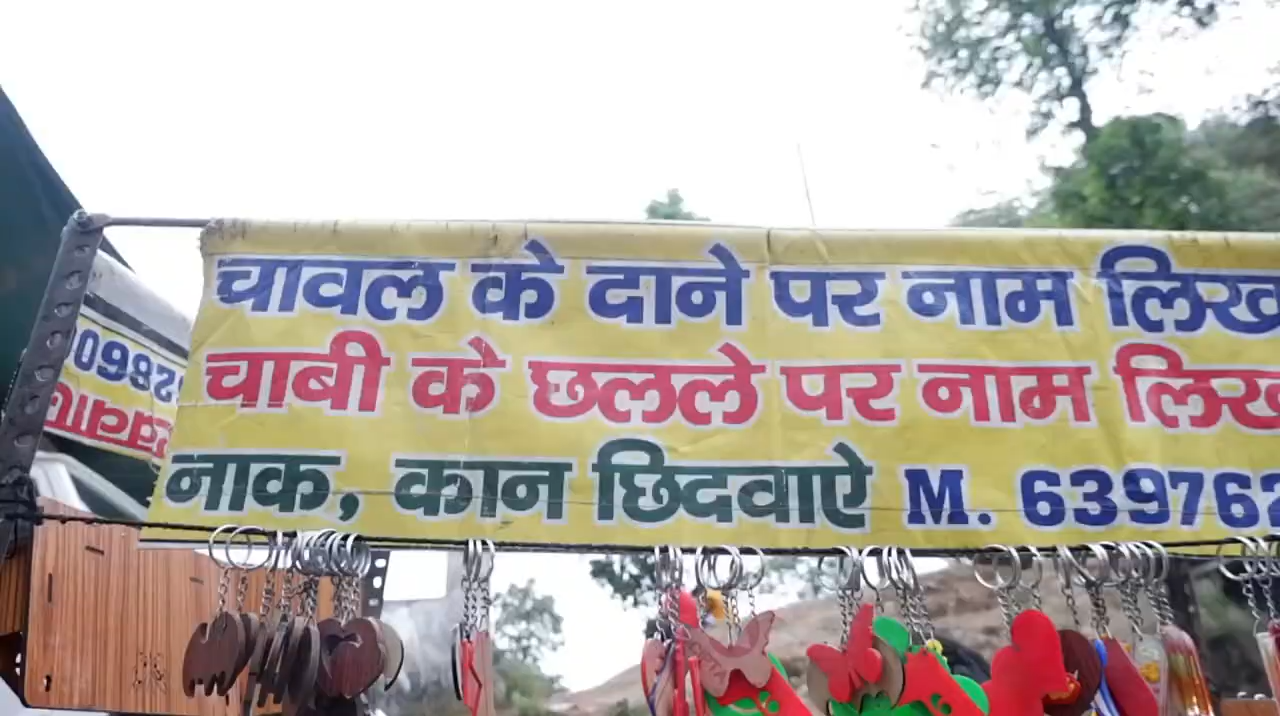 चावल के दाने पर नाम लिख
चाबी के छलले पर नाम लिख
नाक, कान छिदवाऐ M. 639762